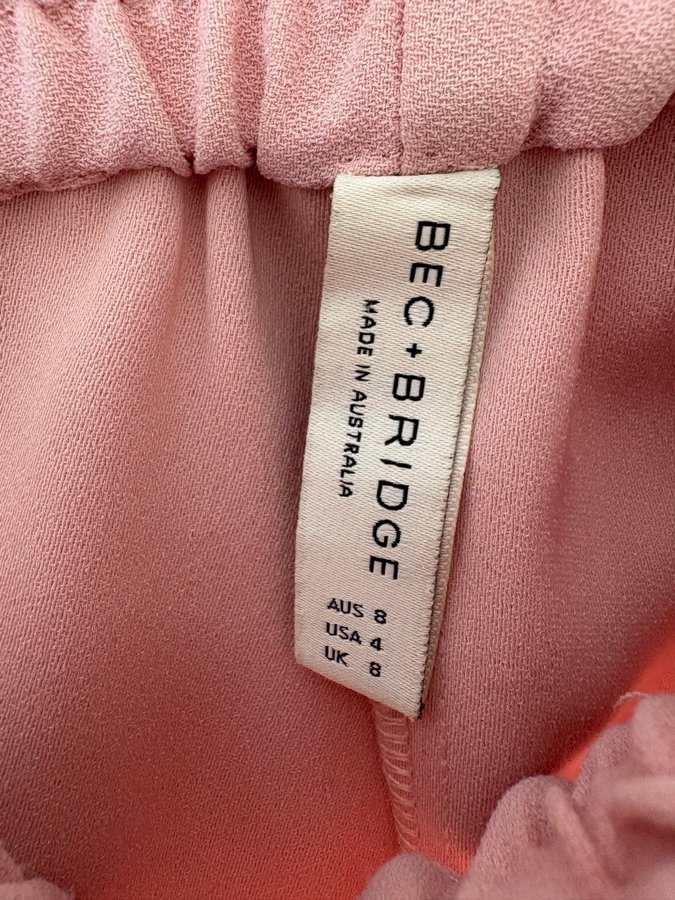 BEC+BRIDGE
MADE IN AUSTRALIA
AUS 8
USA 4
UK 8